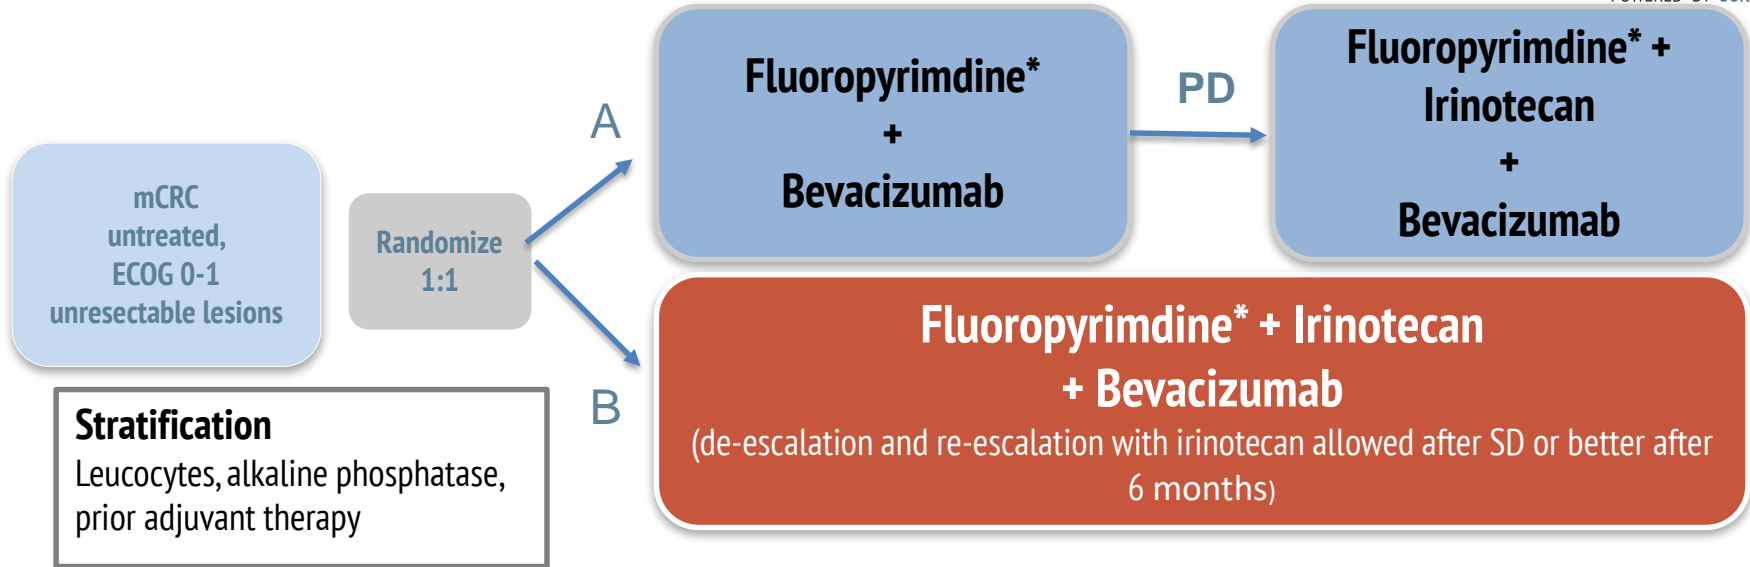 mCRC
untreated,
ECOG 0-1
unresectable lesions
Randomize
1:1
A
Fluoropyrimdine*
+
Bevacizumab
PD
Fluoropyrimdine* +
Irinotecan
+
Bevacizumab
B
Fluoropyrimdine* + Irinotecan
+ Bevacizumab
(de-escalation and re-escalation with irinotecan allowed after SD or better after
6 months)
Stratification
Leucocytes, alkaline phosphatase,
prior adjuvant therapy